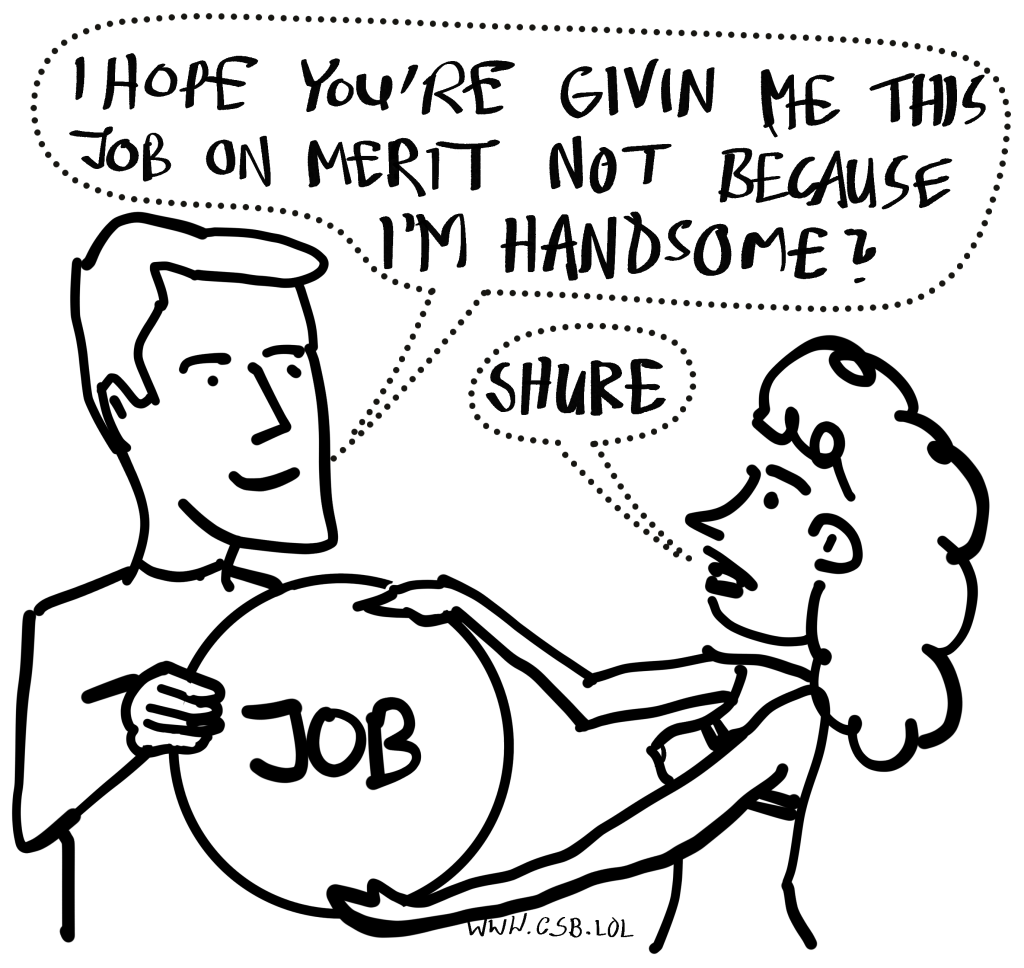 I HOPE YOU'RE GIVIN ME THIS
JOB ON MERIT NOT BECAUSE
I'M HANDSOME?
SHURE
JOB
WWW.CSB.LOL